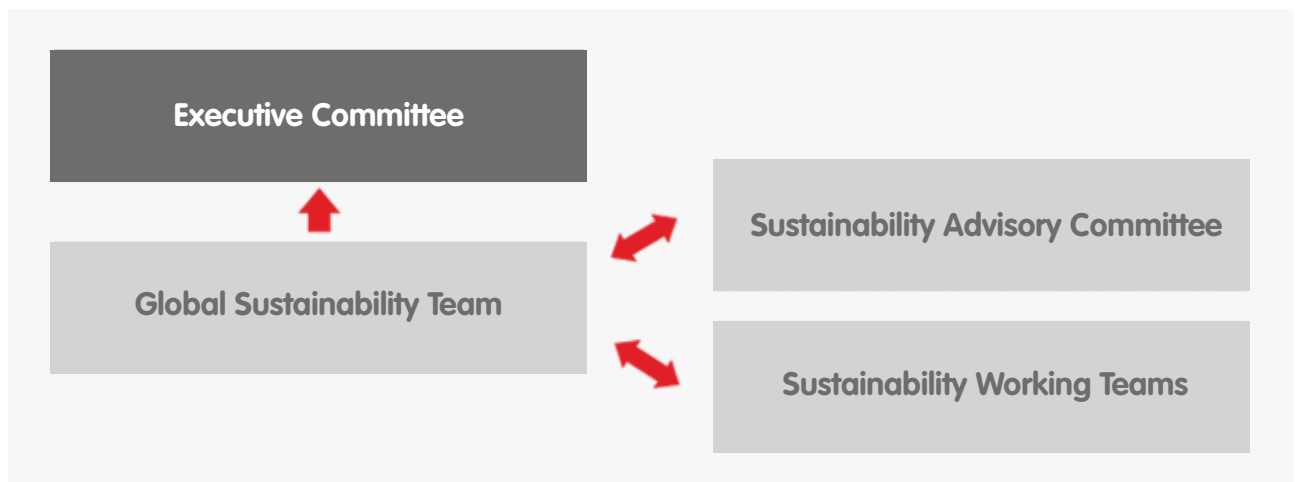 Executive Committee
Global Sustainability Team
Sustainability Advisory Committee
Sustainability Working Teams